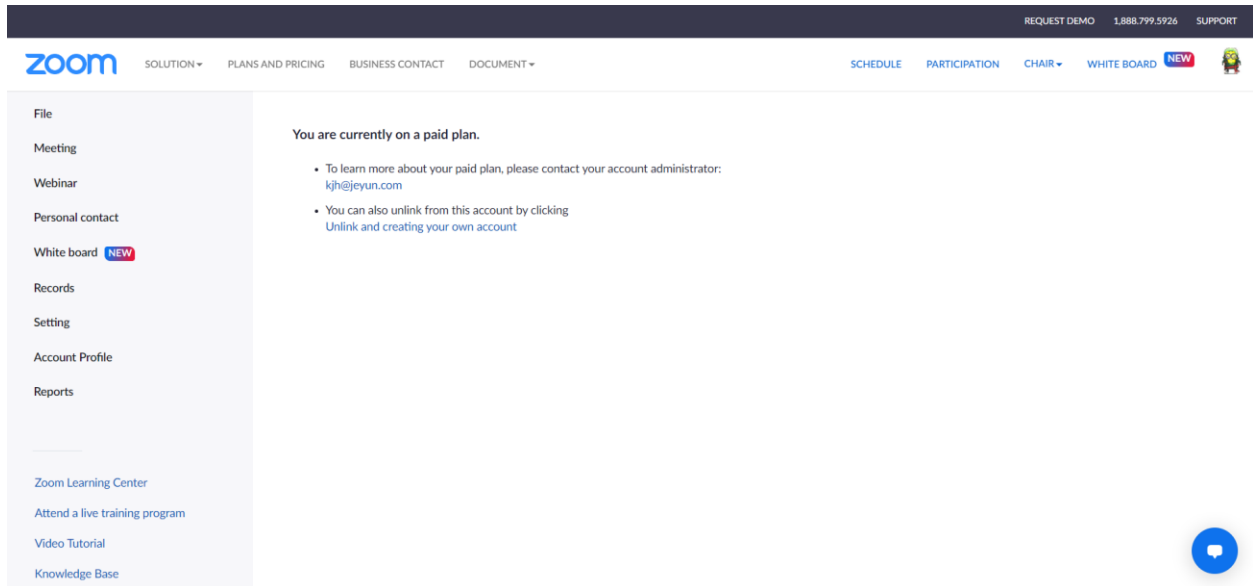 REQUEST DEMO 1,888.799.5926 SUPPORT
zoom SOLUTION PLANS AND PRICING BUSINESS CONTACT DOCUMENT SCHEDULE PARTICIPATION CHAIR WHITE BOARD NEW
File
Meeting
Webinar
Personal contact
White board NEW
Records
Setting
Account Profile
Reports
Zoom Learning Center
Attend a live training program
Video Tutorial
Knowledge Base
You are currently on a paid plan.
• To learn more about your paid plan, please contact your account administrator:
kjh@jeyun.com
• You can also unlink from this account by clicking
Unlink and creating your own account